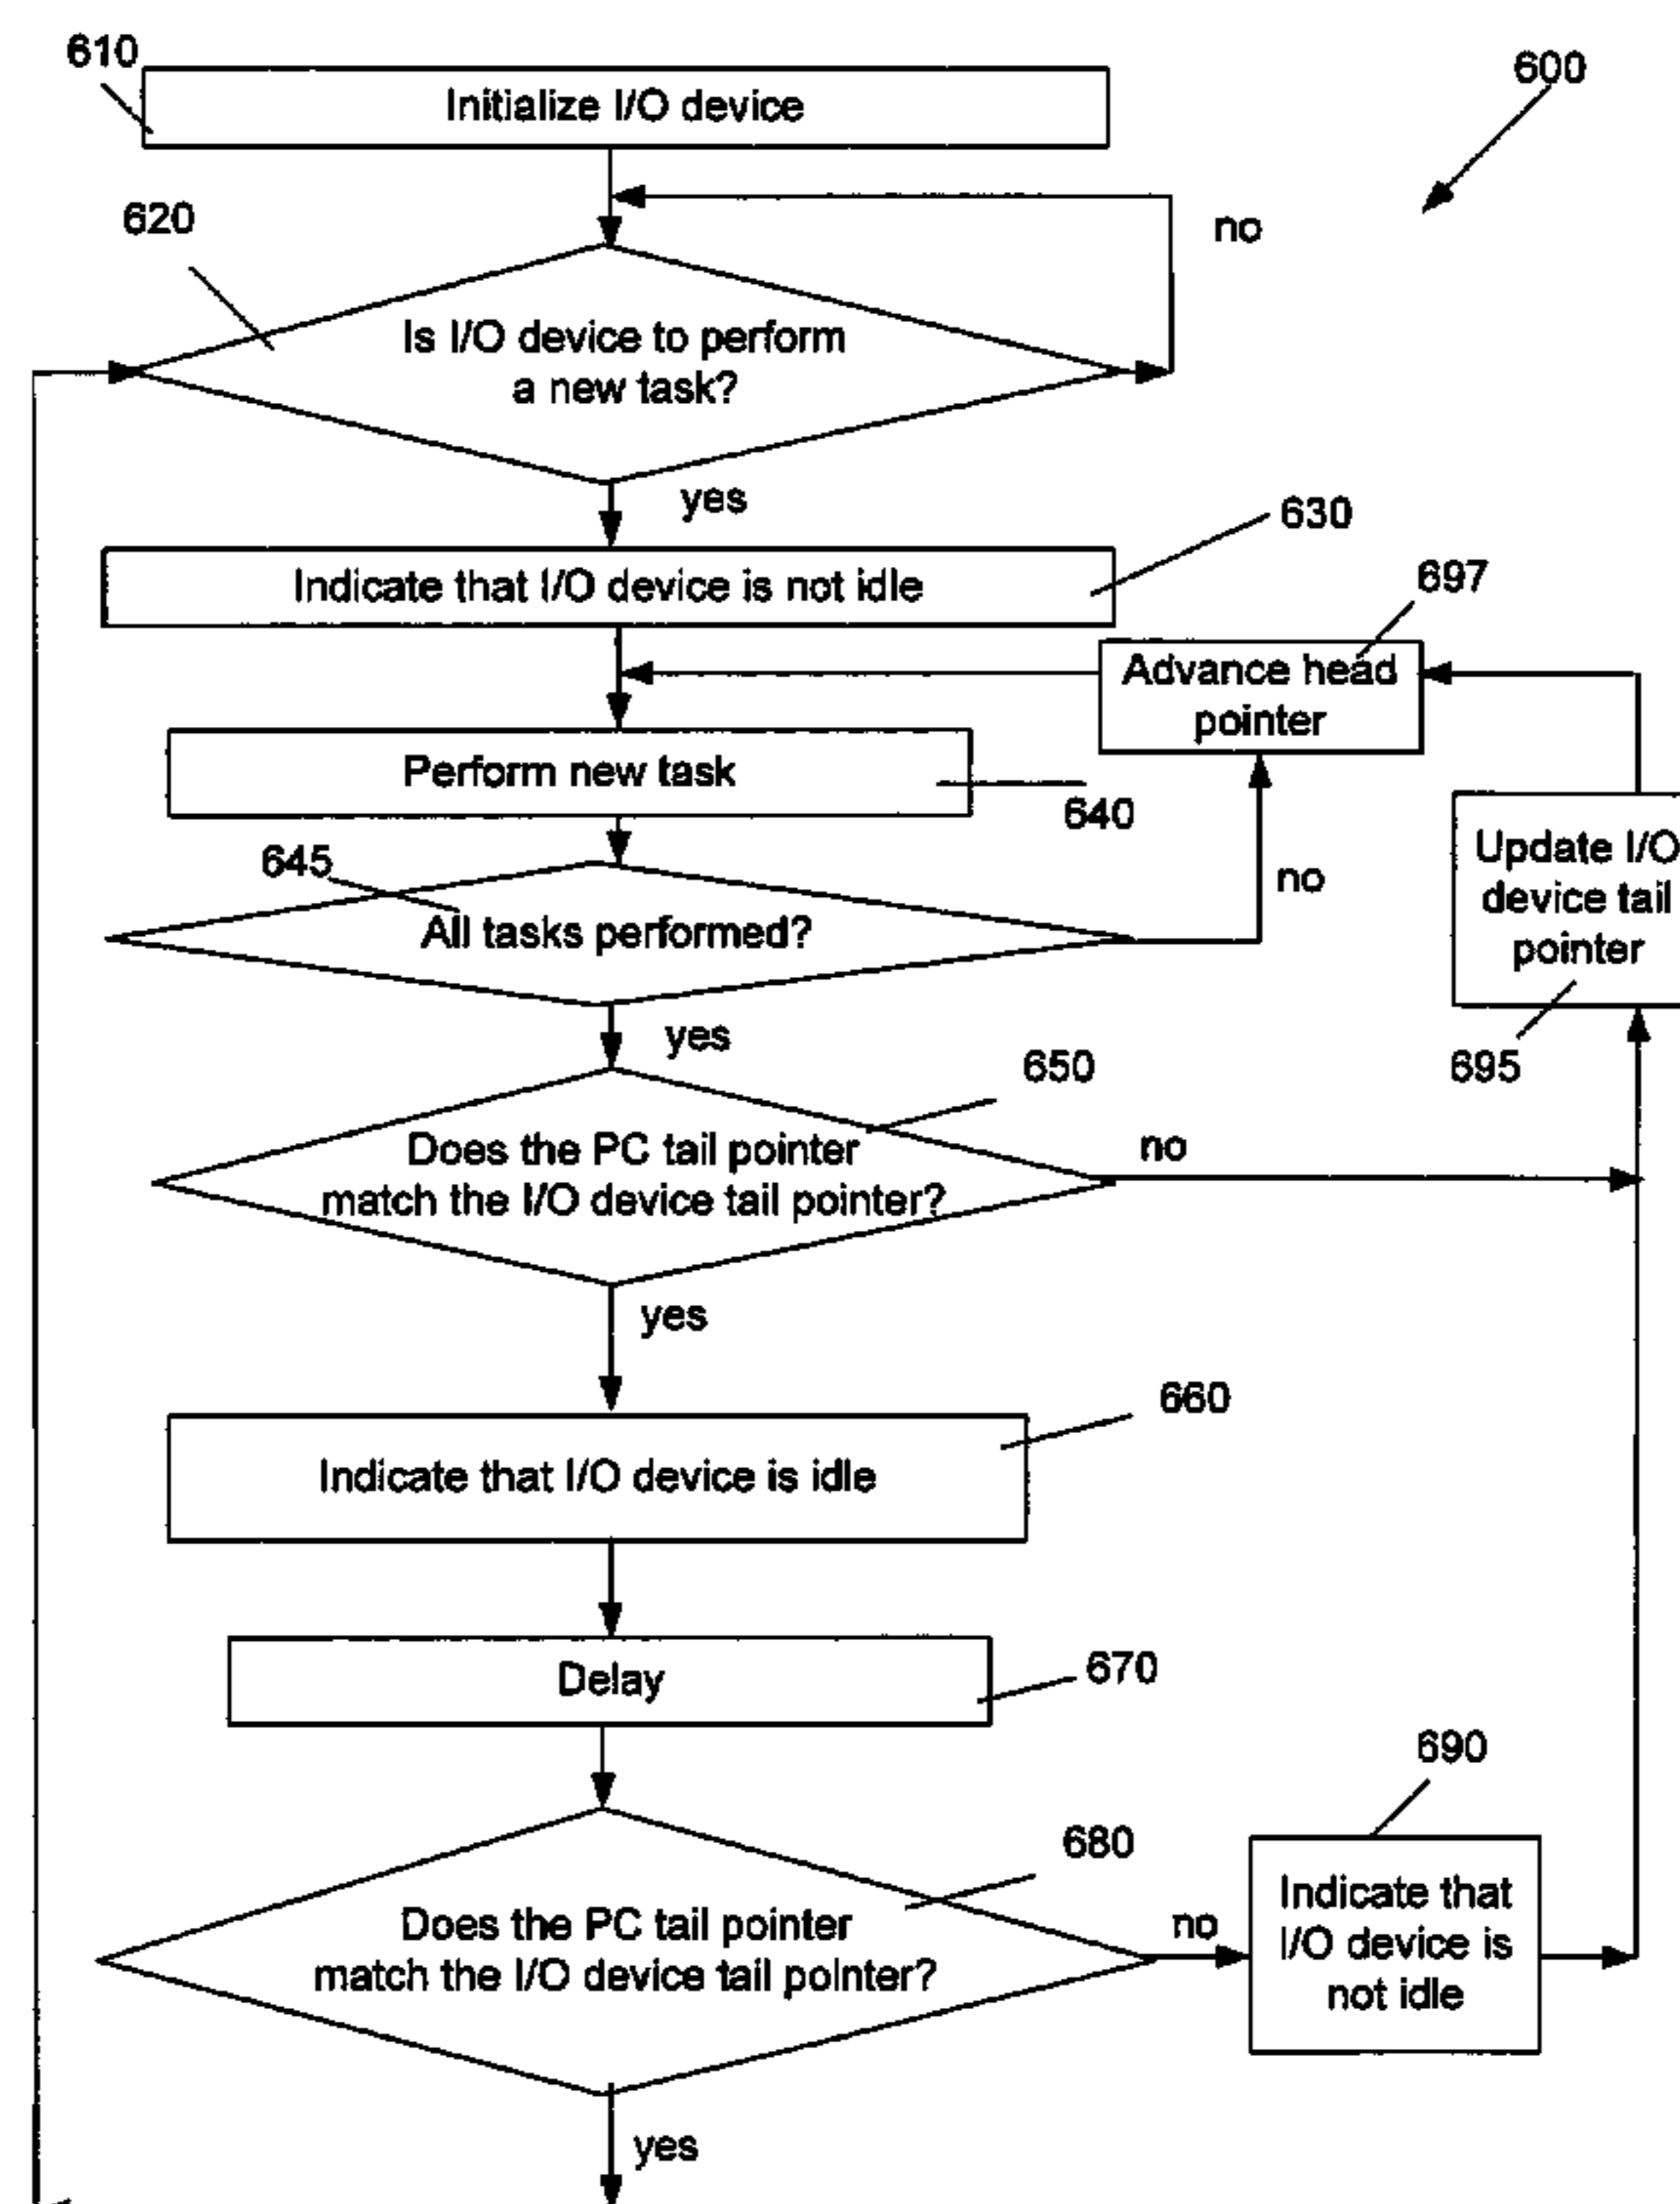 610
Initialize I/O device
600
620
no
Is I/O device to perform
a new task?
yes
630
Indicate that I/O device is not idle
697
Advance head
pointer
Perform new task
640
645
no
Update I/O
device tail
pointer
All tasks performed?
yes
650
695
Does the PC tail pointer
match the I/O device tail pointer?
no
yes
660
Indicate that I/O device is idle
Delay
670
690
680
Does the PC tail pointer
match the I/O device tail pointer?
no
Indicate that
I/O device is
not idle
yes